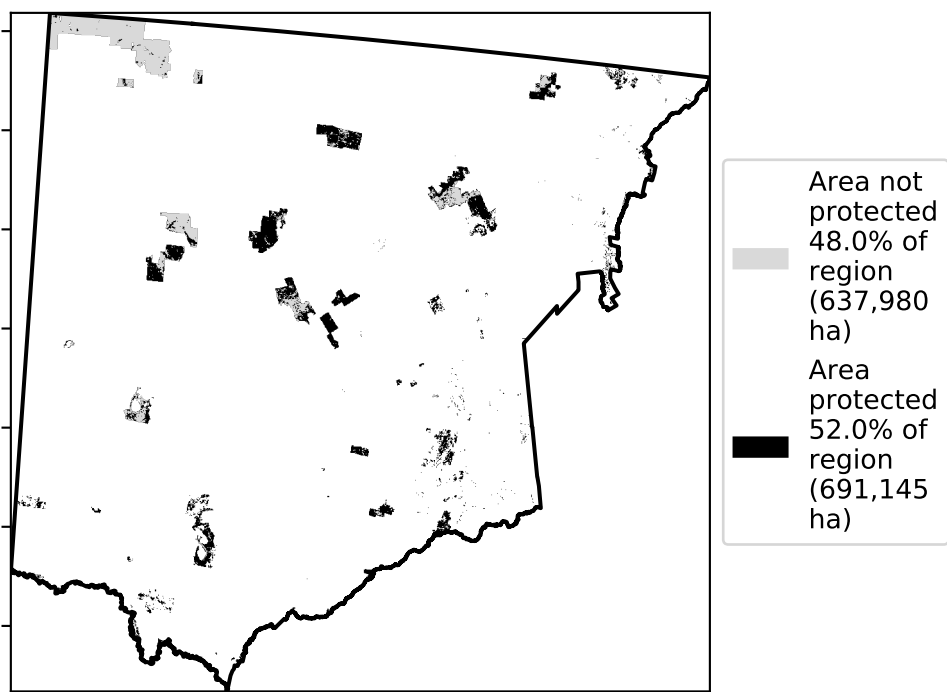 Area not
protected
48.0% of
region
(637,980
ha)
Area
protected
52.0% of
region
(691,145
ha)